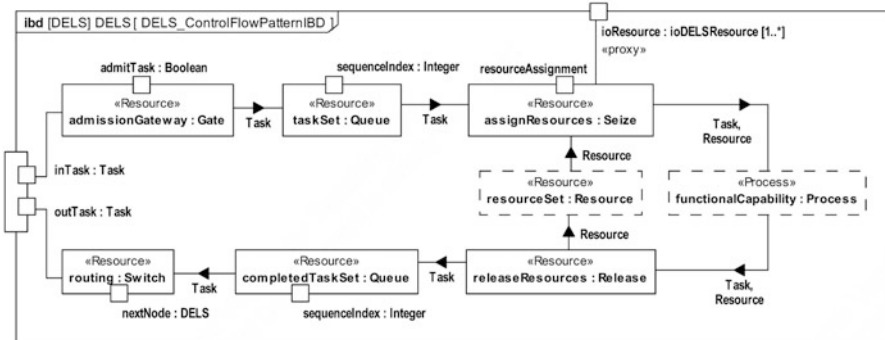 ibd [DELS] DELS [ DELS_ControlFlowPatternIBD ]
ioResource : ioDELSResource [1..*]
«proxy»
admitTask : Boolean
sequenceIndex : Integer
resourceAssignment
«Resource»
admissionGateway : Gate
Task
«Resource»
taskSet : Queue
Task
«Resource»
assignResources : Seize
Task,
Resource
Resource
inTask : Task
«Resource»
resourceSet : Resource
«Process»
functionalCapability : Process
outTask : Task
Resource
«Resource»
routing : Switch
Task
«Resource»
completedTaskSet : Queue
Task
«Resource»
releaseResources : Release
Task,
Resource
nextNode : DELS
sequenceIndex : Integer